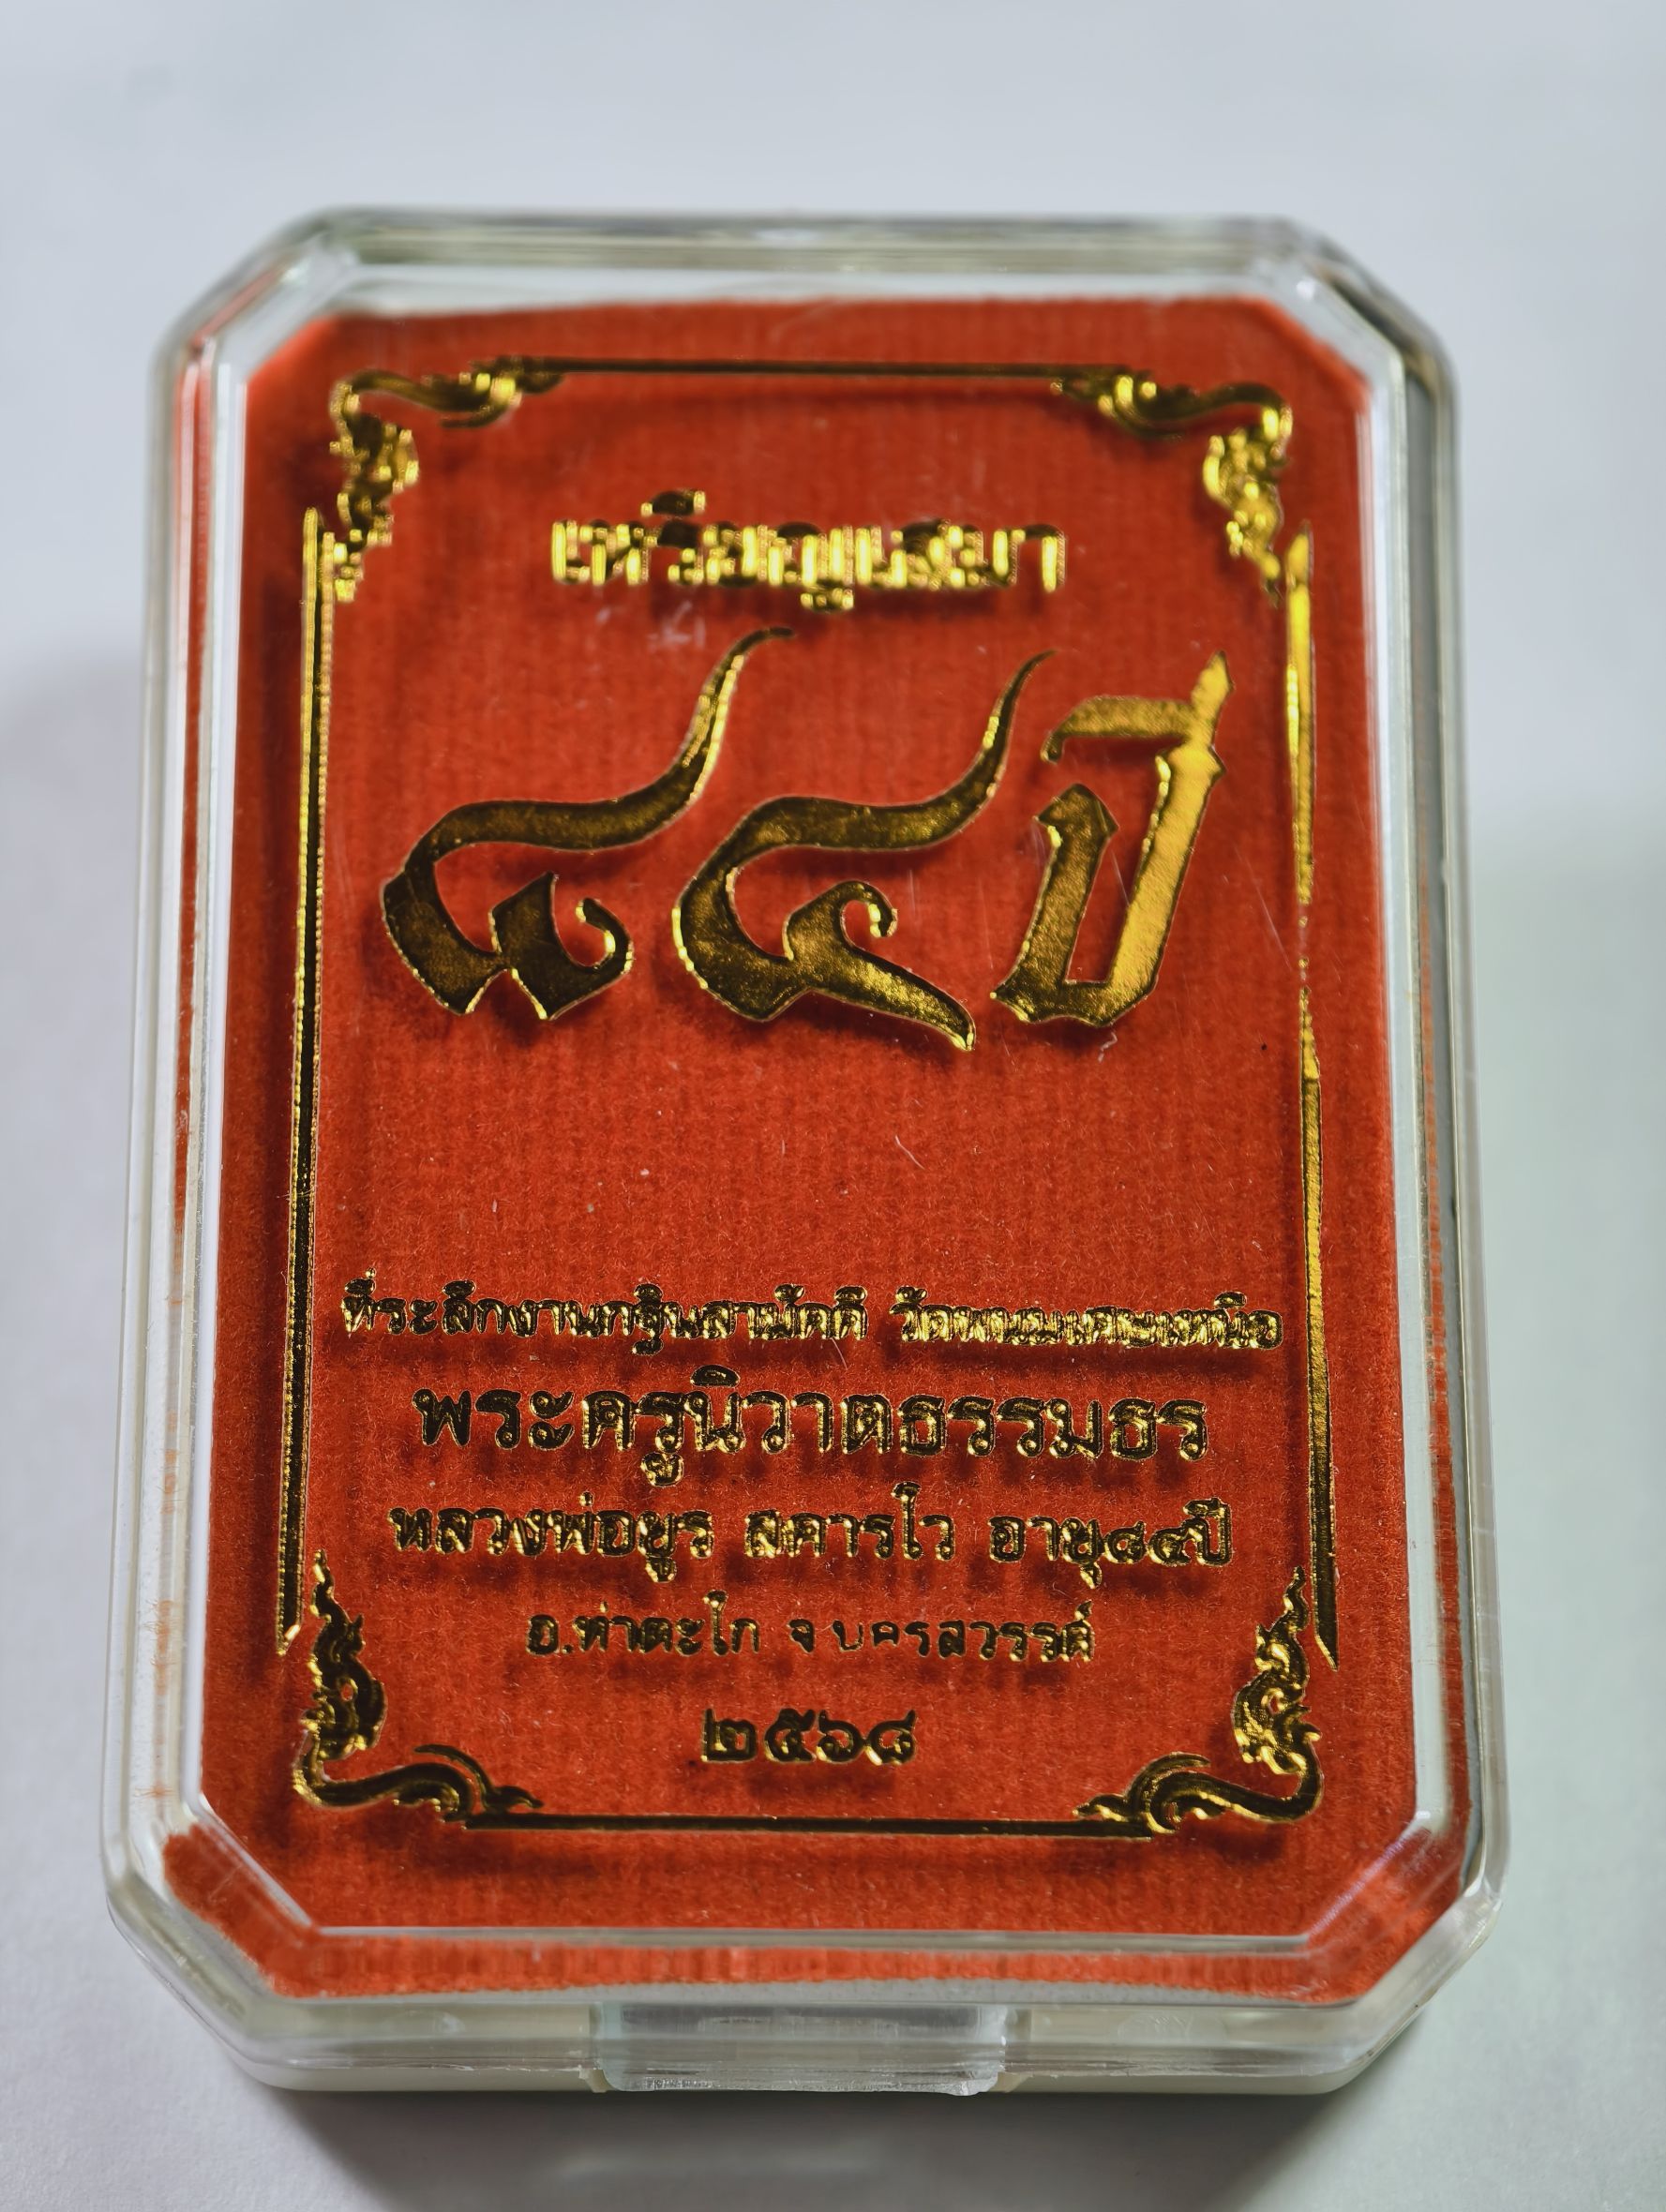 เหรียญเสมา
๘๔ ปี
ที่ระลึกงานกฐินสามัคคี วัดพนมเศษเหนือ
พระครูนิวาตธรรมธร
หลวงพ่อยูร สคารโว อายุ๘๔ปี
อ.ท่าตะโก จ.นครสวรรค์
๒๕๖๘